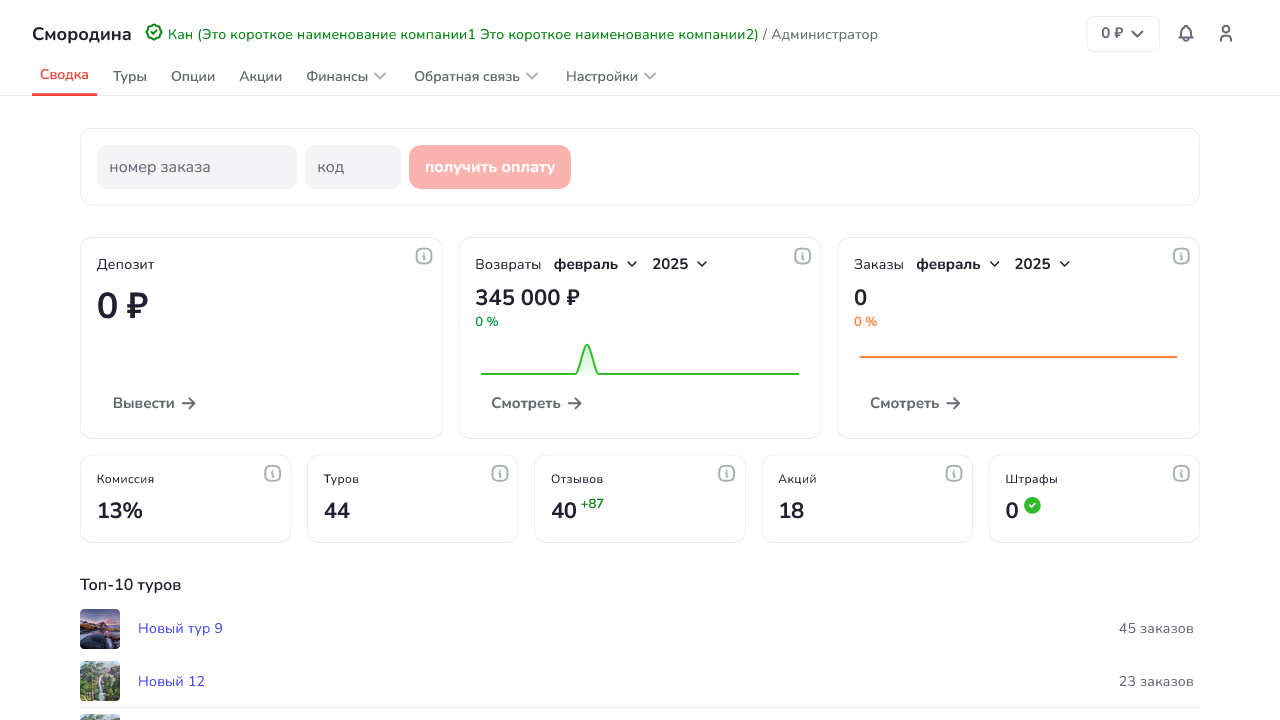 Смородина Кан (Это короткое наименование компании1 Это короткое наименование компании2) / Администратор 0 ₽
Сводка Туры Опции Акции Финансы Обратная связь Настройки
номер заказа код получить оплату
Депозит
0 ₽
Вывести
Возвраты февраль 2025
345 000 ₽
0 %
Смотреть
Заказы февраль 2025
0
0 %
Смотреть
Комиссия
13%
Туров
44
Отзывов
40 +87
Акций
18
Штрафы
0
Топ-10 туров
Новый тур 9 45 заказов
Новый 12 23 заказов